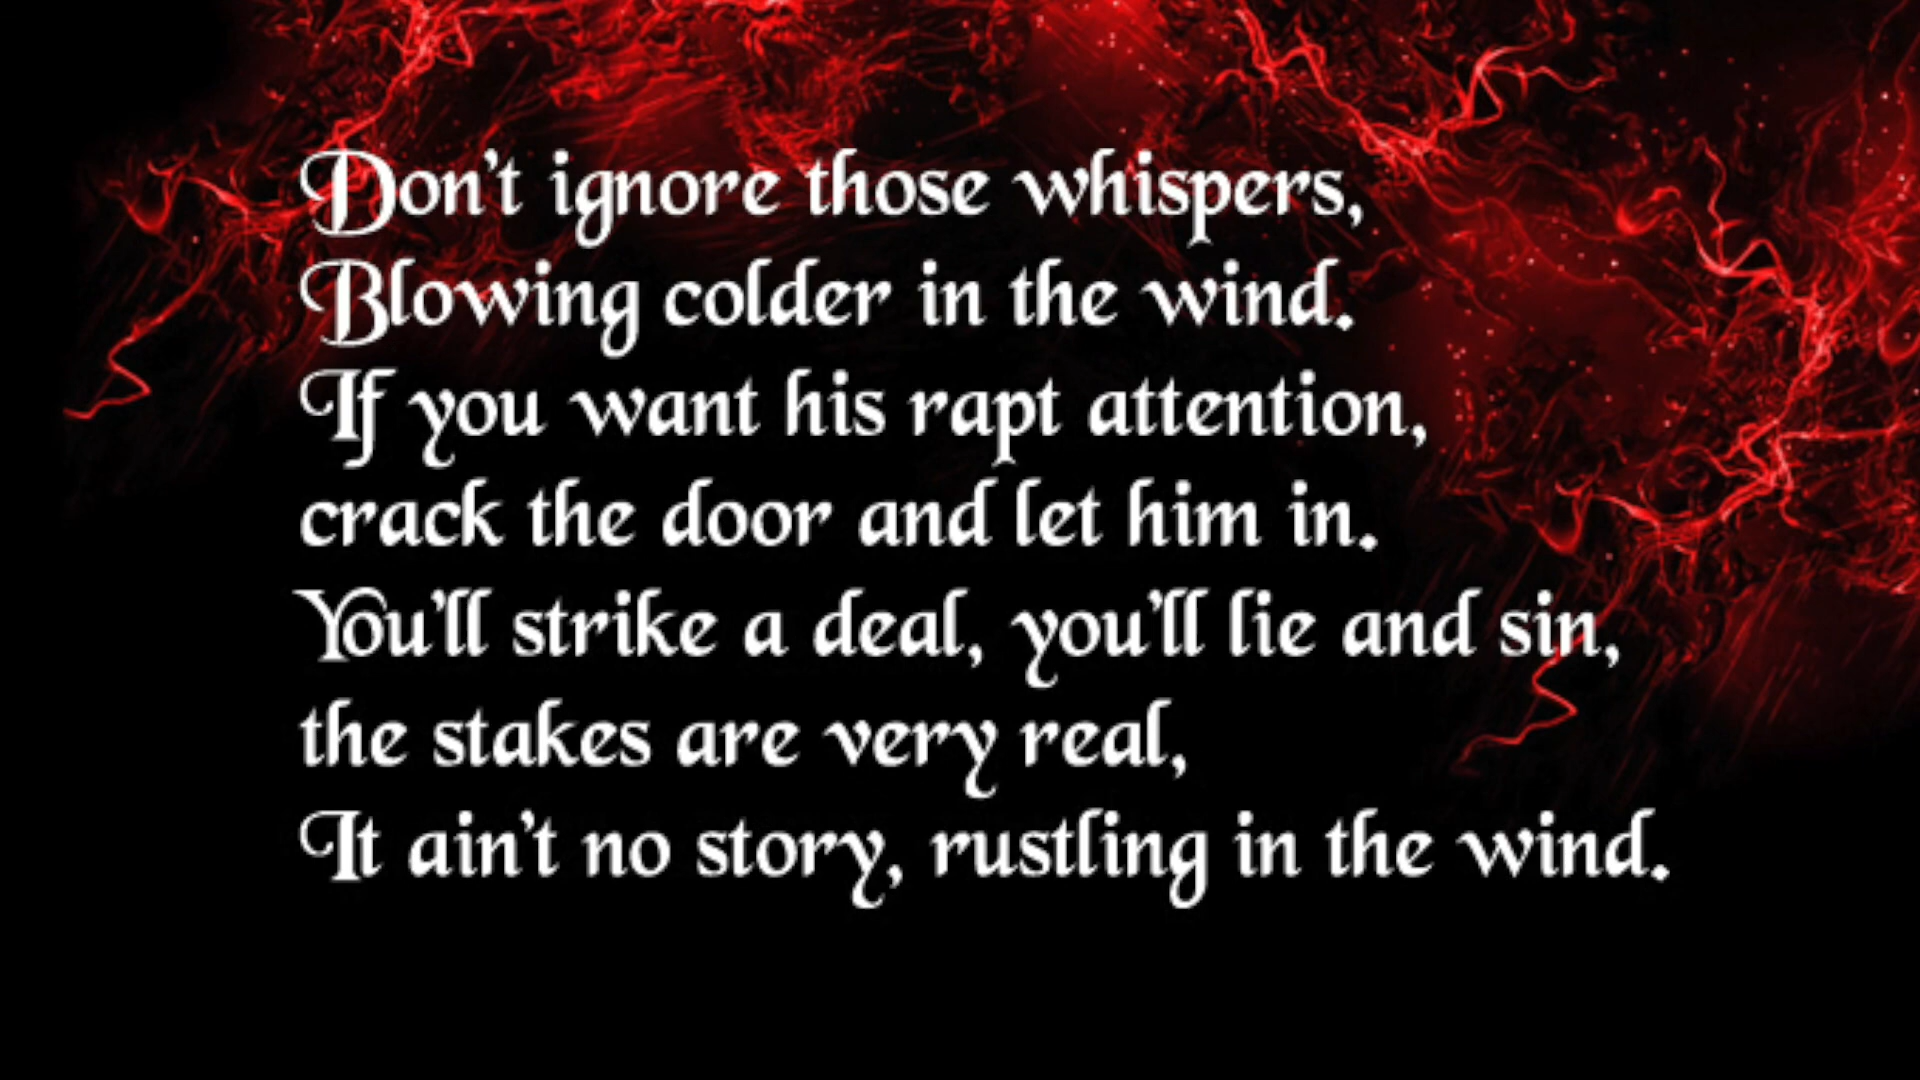 Don't ignore those whispers,
Blowing colder in the wind.
If you want his rapt attention,
crack the door and let him in.
You'll strike a deal, you'll lie and sin,
the stakes are very real,
It ain't no story, rustling in the wind.